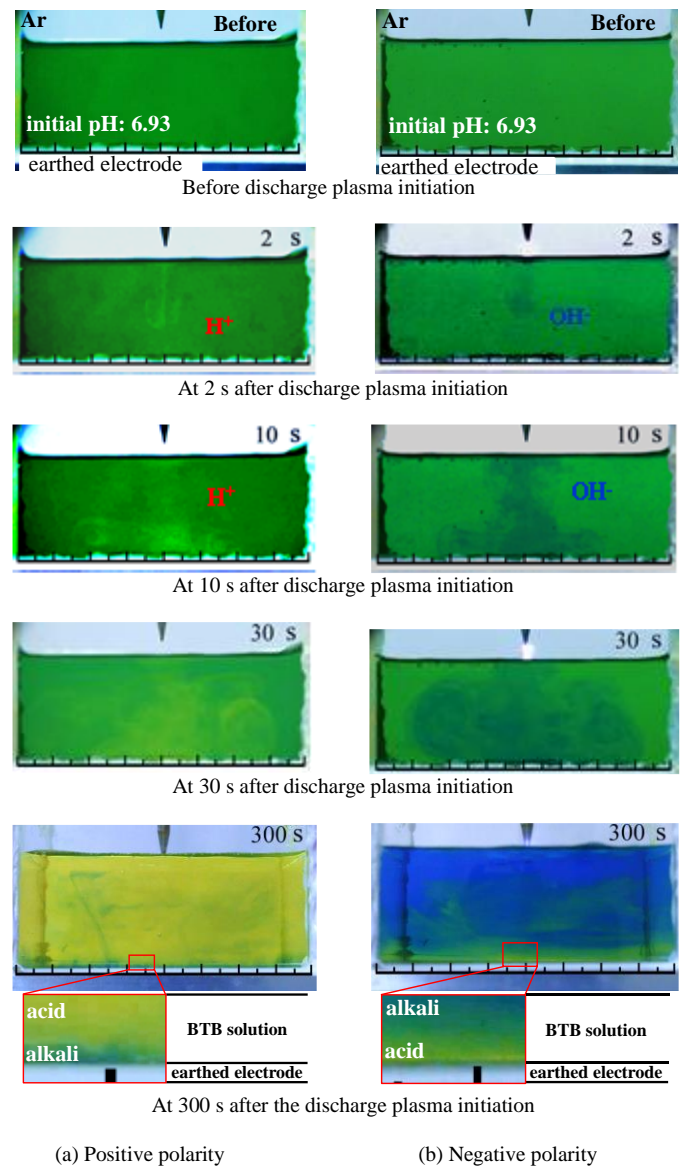 Ar Before
initial pH: 6.93
earthed electrode
Ar Before
initial pH: 6.93
earthed electrode
Before discharge plasma initiation
2 s
H⁺
2 s
OH-
At 2 s after discharge plasma initiation
10 s
H⁺
10 s
OH-
At 10 s after discharge plasma initiation
30 s
30 s
At 30 s after discharge plasma initiation
300 s
300 s
acid
alkali
BTB solution
earthed electrode
alkali
acid
BTB solution
earthed electrode
At 300 s after the discharge plasma initiation
(a) Positive polarity
(b) Negative polarity